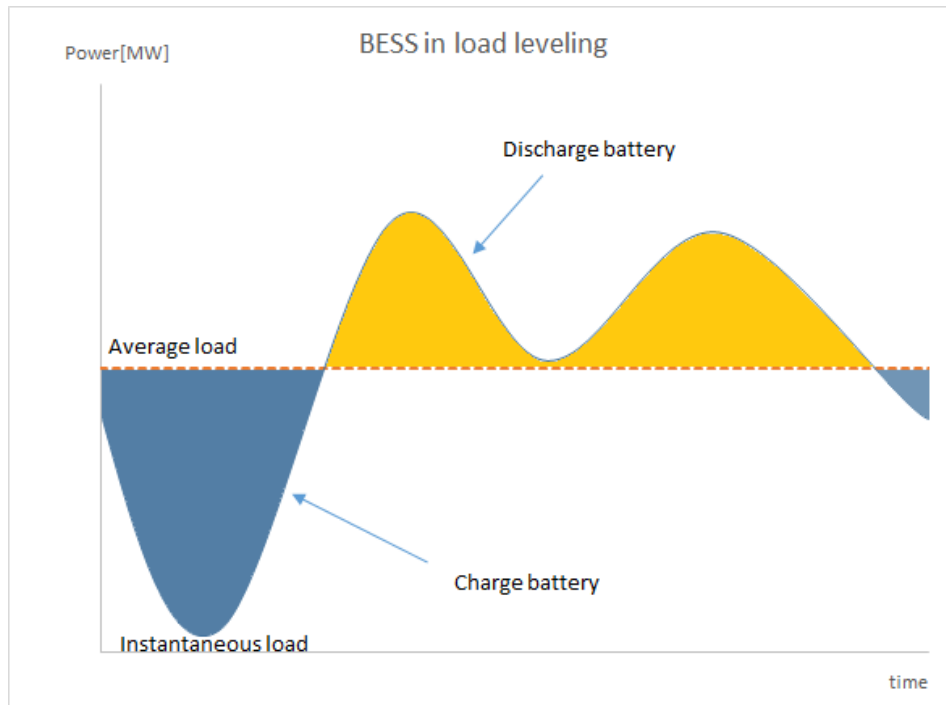 BESS in load leveling
Power[MW]
Discharge battery
Average load
Charge battery
Instantaneous load
time